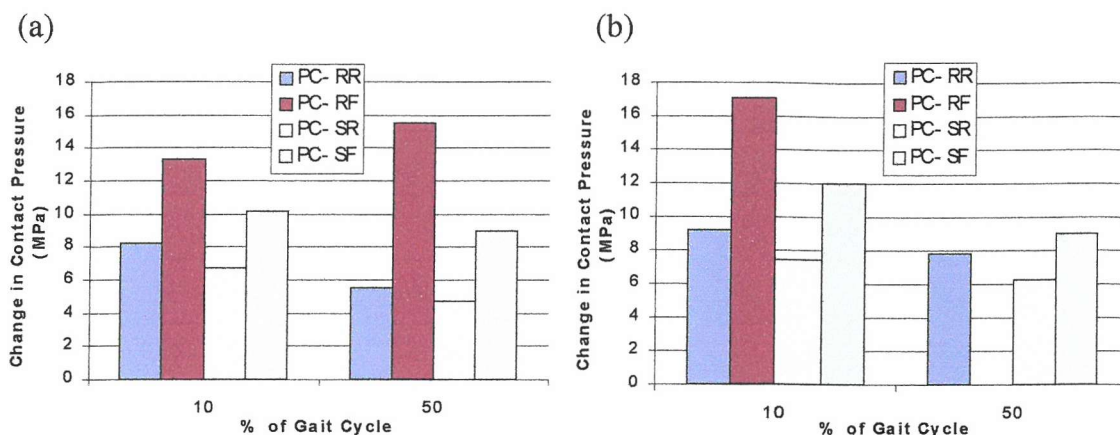 (a)
Change in Contact Pressure
(MPa)
18
16
14
12
10
8
6
4
2
0
PC- RR
PC- RF
PC- SR
PC- SF
10
50
% of Gait Cycle
(b)
Change in Contact Pressure
(MPa)
18
16
14
12
10
8
6
4
2
0
PC- RR
PC- RF
PC- SR
PC- SF
10
50
% of Gait Cycle